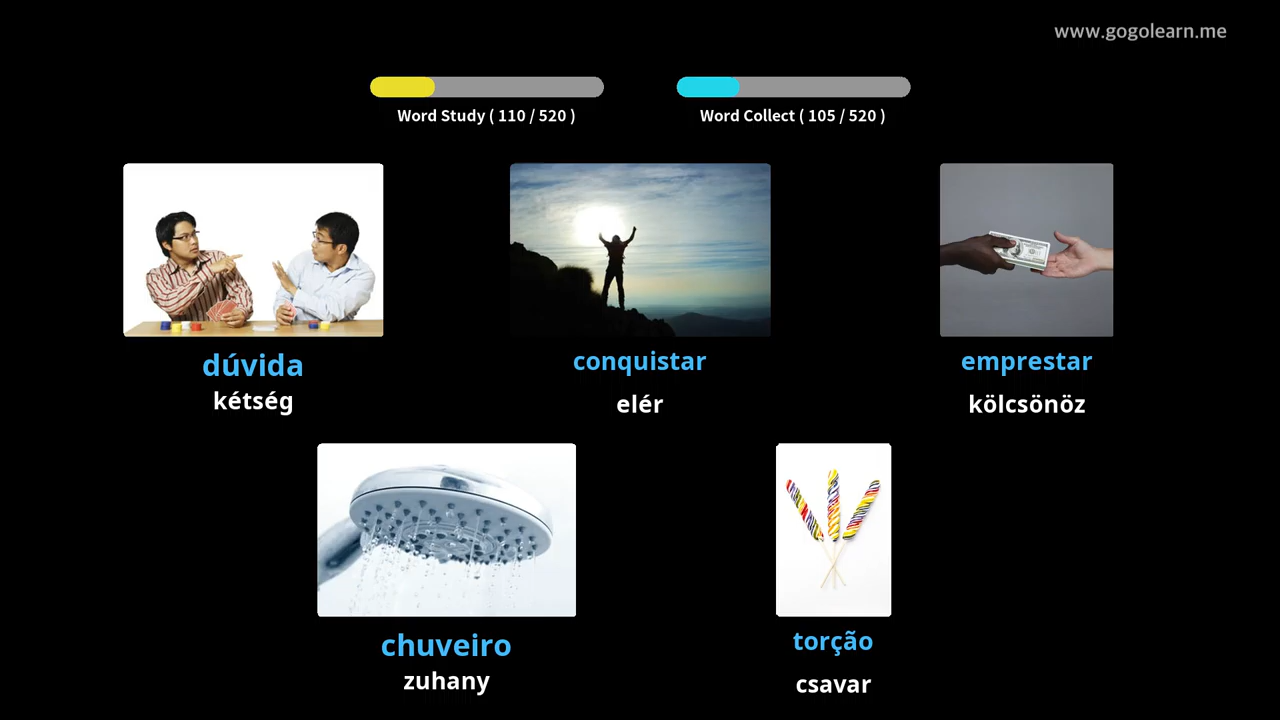 www.gogolearn.me
Word Study ( 110 / 520 )
Word Collect ( 105 / 520 )
dúvida
kétség
conquistar
elér
emprestar
kölcsönöz
chuveiro
zuhany
torção
csavar